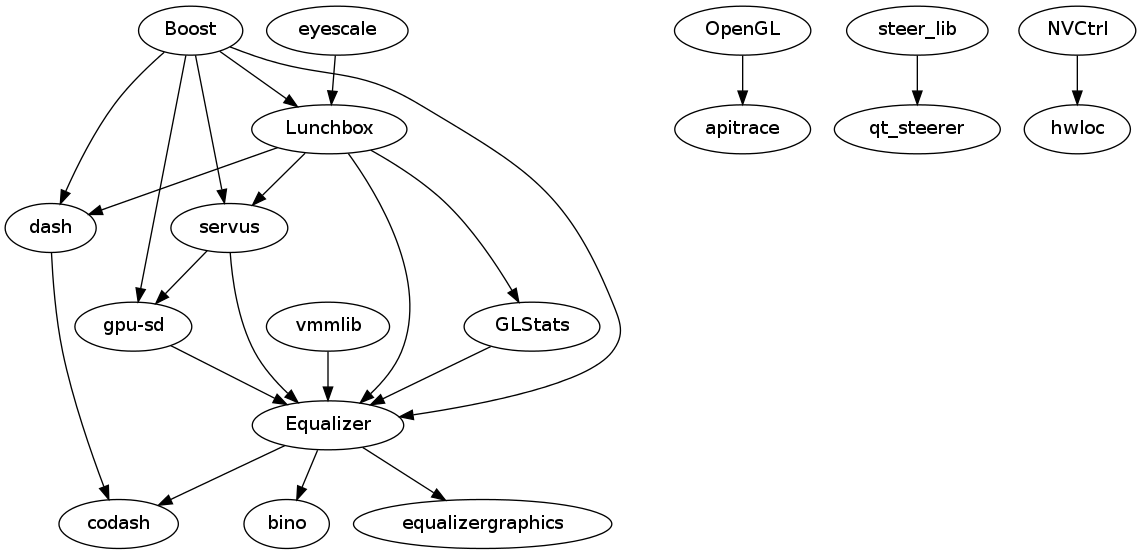 Boost
eyescale
OpenGL
steer_lib
NVCtrl
Lunchbox
apitrace
qt_steerer
hwloc
dash
servus
gpu-sd
vmmlib
GLStats
Equalizer
codash
bino
equalizergraphics